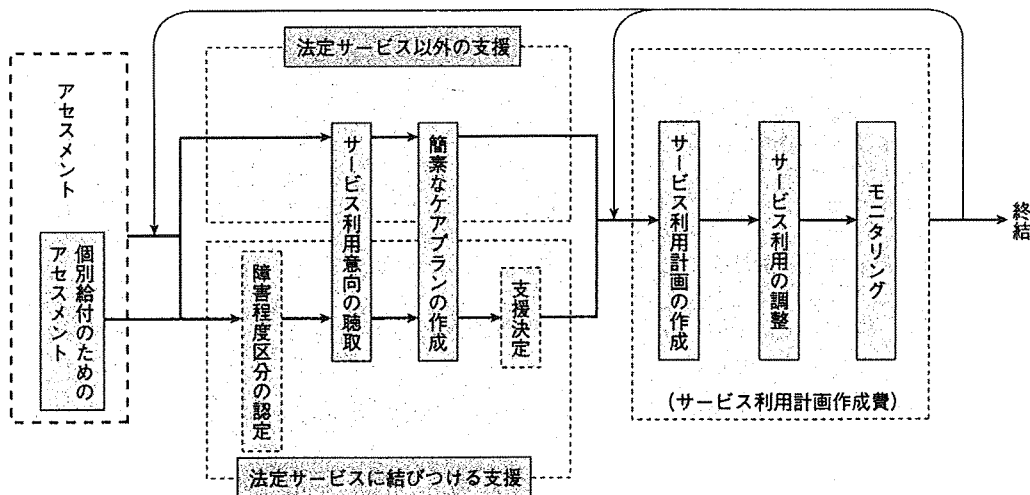 法定サービス以外の支援
アセスメント
個別給付のための
アセスメント
障害程度区分の認定
サービス利用意向の聴取
簡素なケアプランの作成
支援決定
サービス利用計画の作成
サービス利用の調整
モニタリング
終結
(サービス利用計画作成費)
法定サービスに結びつける支援